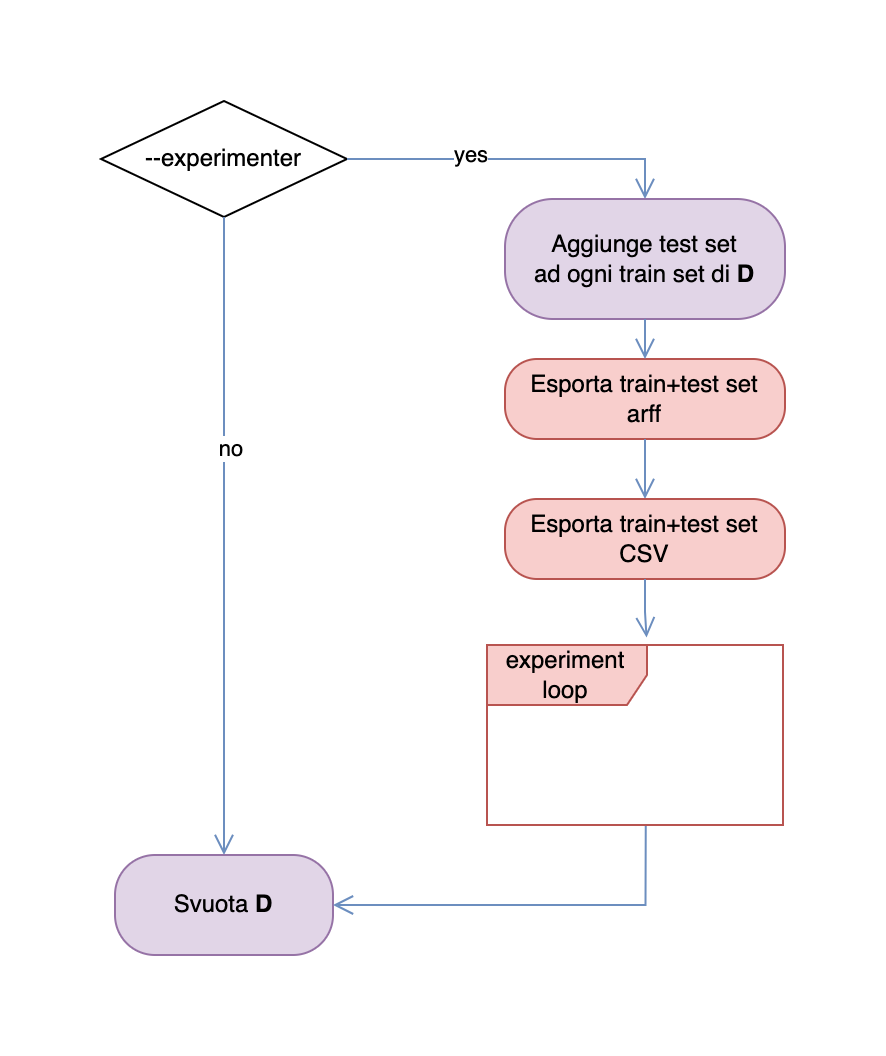 --experimenter
yes
Aggiunge test set
ad ogni train set di D
Esporta train+test set
arff
no
Esporta train+test set
CSV
experiment
loop
Svuota D